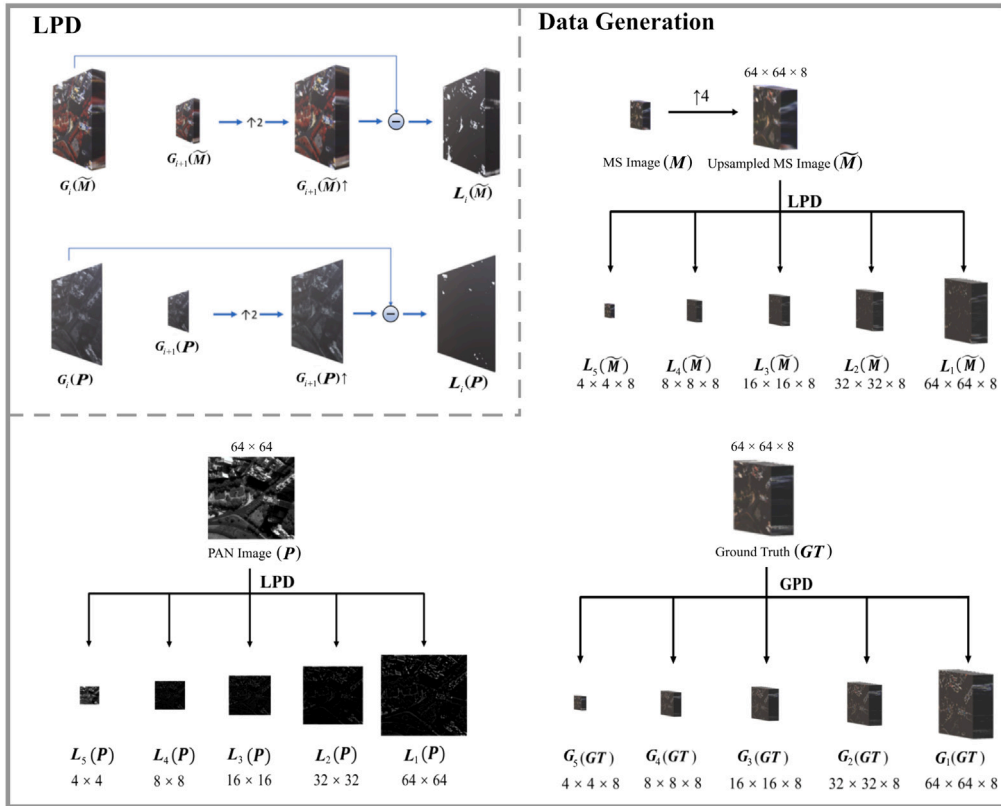 LPD
G_i(M̃)
G_{i+1}(M̃)
↑2
G_{i+1}(M̃)↑
−
L_i(M̃)
G_i(P)
G_{i+1}(P)
↑2
G_{i+1}(P)↑
−
L_i(P)
Data Generation
64 × 64 × 8
↑4
MS Image (M) Upsampled MS Image (M̃)
LPD
L_5(M̃) L_4(M̃) L_3(M̃) L_2(M̃) L_1(M̃)
4 × 4 × 8 8 × 8 × 8 16 × 16 × 8 32 × 32 × 8 64 × 64 × 8
64 × 64
PAN Image (P)
LPD
L_5(P) L_4(P) L_3(P) L_2(P) L_1(P)
4 × 4 8 × 8 16 × 16 32 × 32 64 × 64
64 × 64 × 8
Ground Truth (GT)
GPD
G_5(GT) G_4(GT) G_3(GT) G_2(GT) G_1(GT)
4 × 4 × 8 8 × 8 × 8 16 × 16 × 8 32 × 32 × 8 64 × 64 × 8